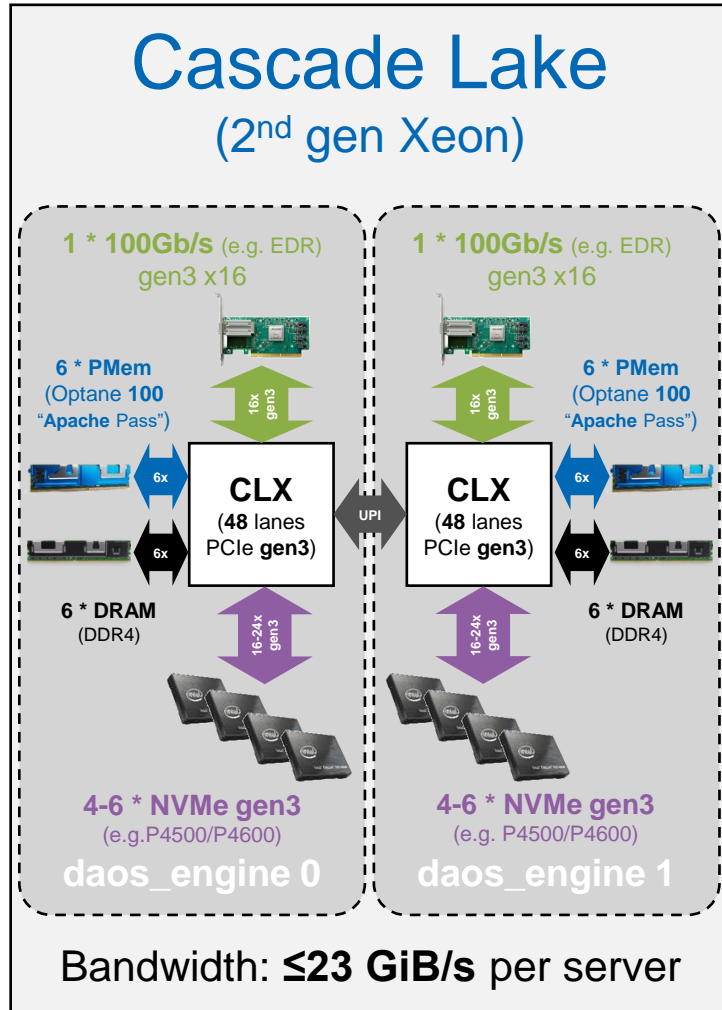 Cascade Lake
(2nd gen Xeon)
1 * 100Gb/s (e.g. EDR)
gen3 x16
16x
gen3
6 * PMem
(Optane 100
“Apache Pass”)
6x
CLX
(48 lanes
PCIe gen3)
6x
6 * DRAM
(DDR4)
16-24x
gen3
4-6 * NVMe gen3
(e.g.P4500/P4600)
daos_engine 0
UPI
1 * 100Gb/s (e.g. EDR)
gen3 x16
16x
gen3
6 * PMem
(Optane 100
“Apache Pass”)
6x
CLX
(48 lanes
PCIe gen3)
6x
6 * DRAM
(DDR4)
16-24x
gen3
4-6 * NVMe gen3
(e.g. P4500/P4600)
daos_engine 1
Bandwidth: ≤23 GiB/s per server